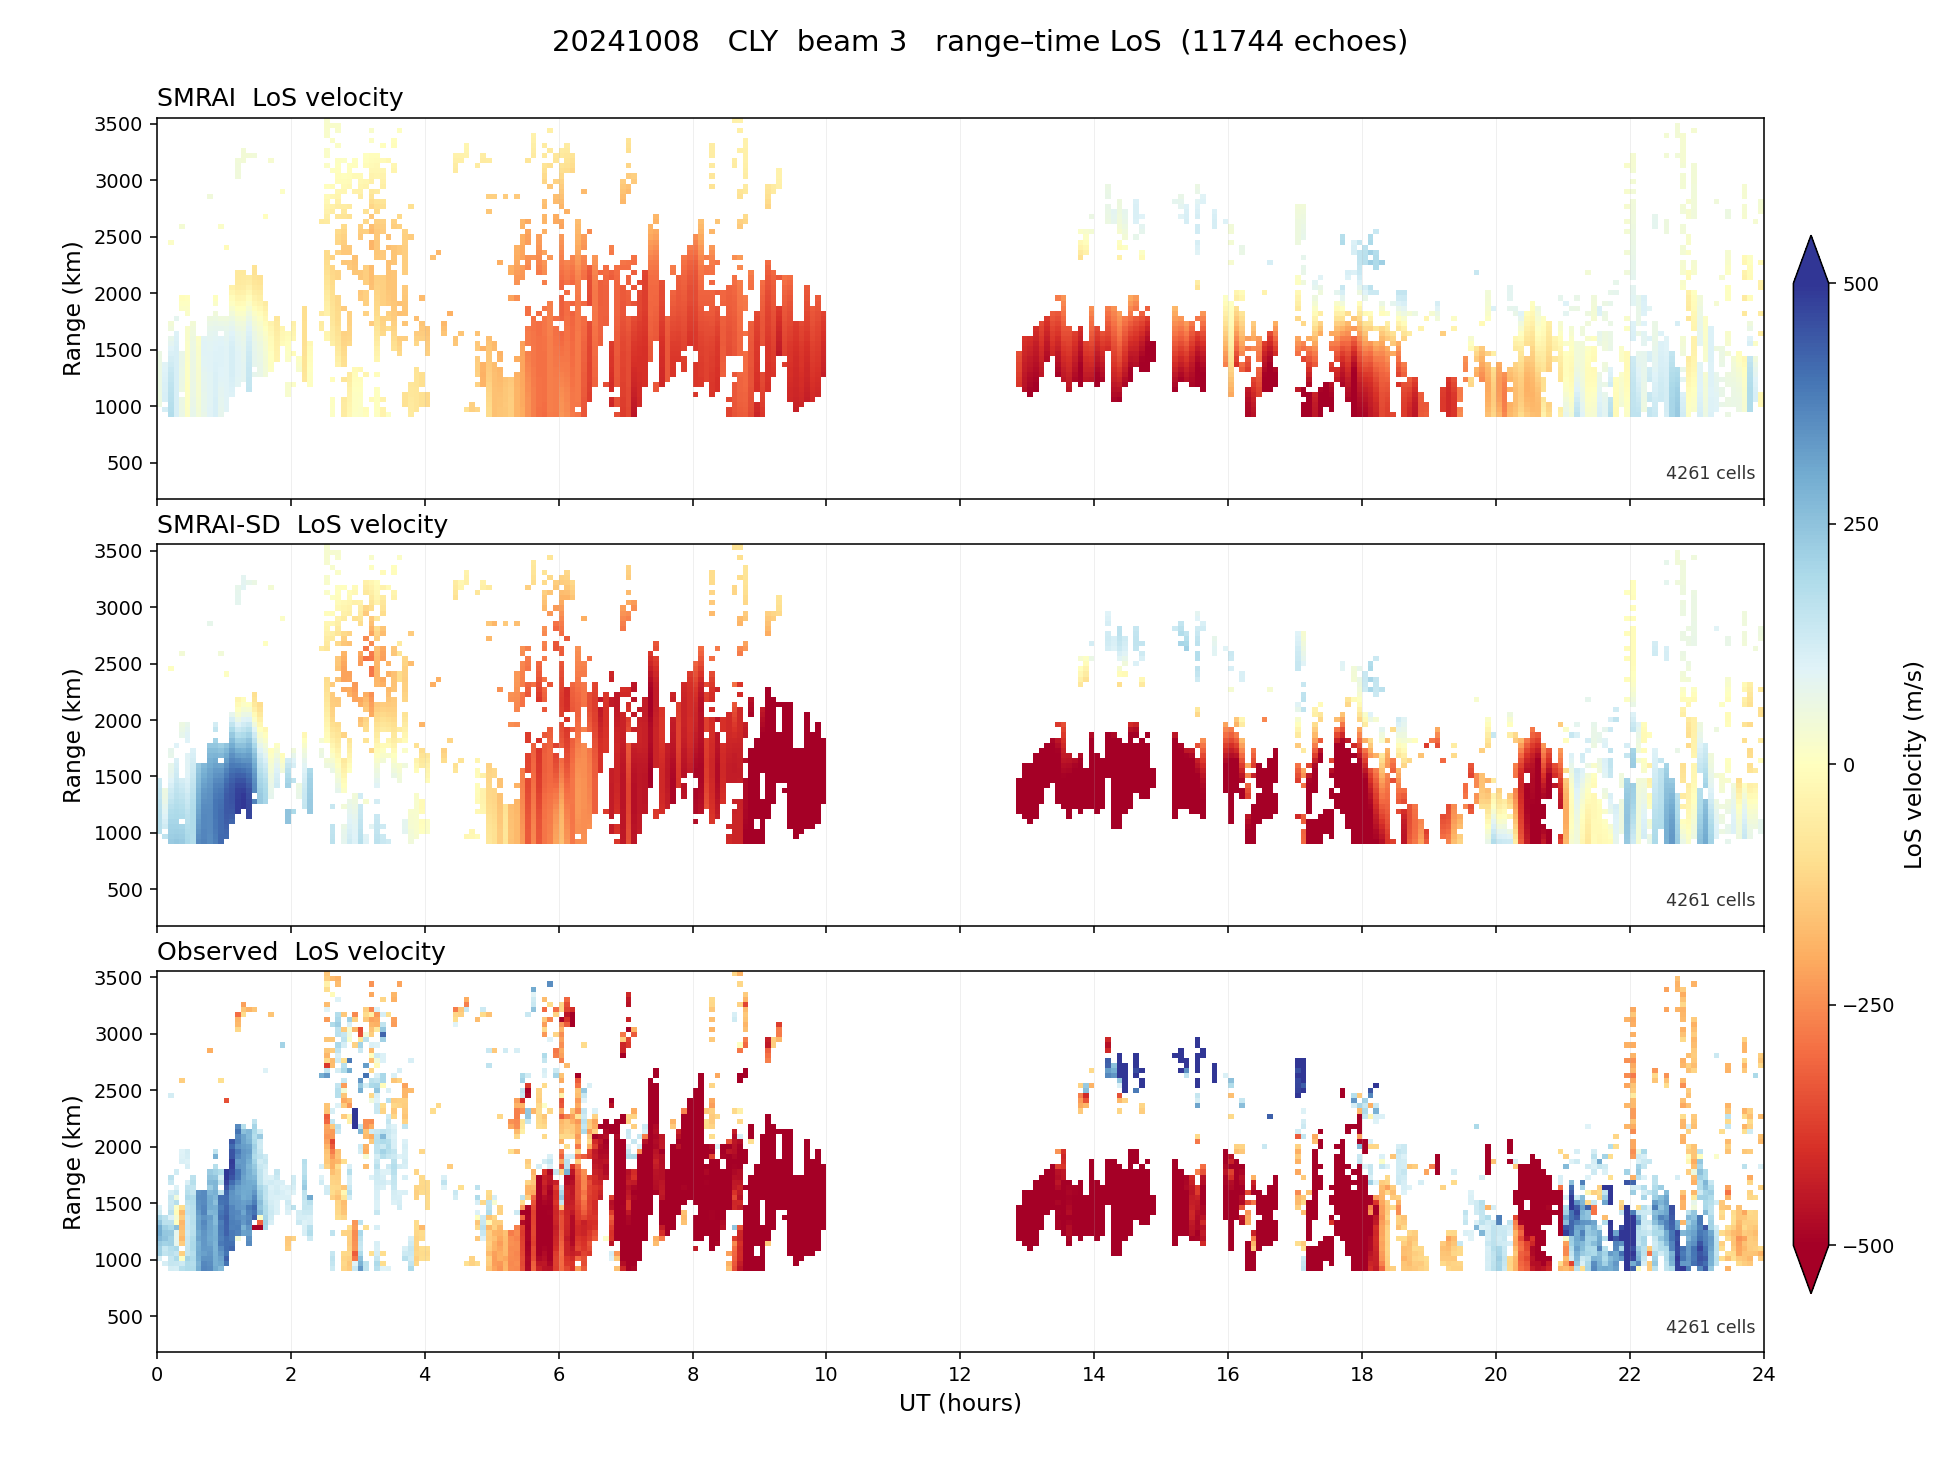 20241008   CLY  beam 3   range–time LoS  (11744 echoes)
SMRAI  LoS velocity
3500
3000
2500
2000
1500
1000
500
Range (km)
4261 cells
SMRAI-SD  LoS velocity
3500
3000
2500
2000
1500
1000
500
Range (km)
4261 cells
Observed  LoS velocity
3500
3000
2500
2000
1500
1000
500
Range (km)
4261 cells
0 2 4 6 8 10 12 14 16 18 20 22 24
UT (hours)
500
250
0
−250
−500
LoS velocity (m/s)